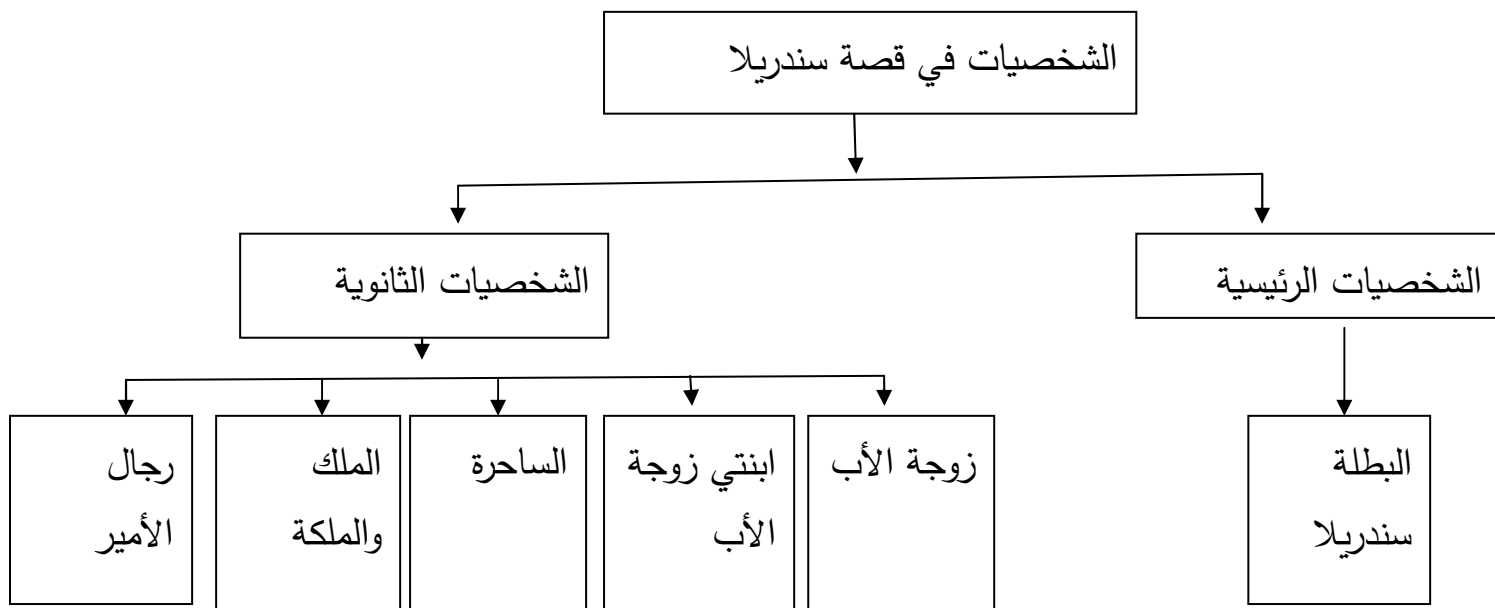 الشخصيات في قصة سندريلا
الشخصيات الرئيسية
الشخصيات الثانوية
البطلة
سندريلا
زوجة الأب
ابنتي زوجة
الأب
الساحرة
الملك
والملكة
رجال
الأمير